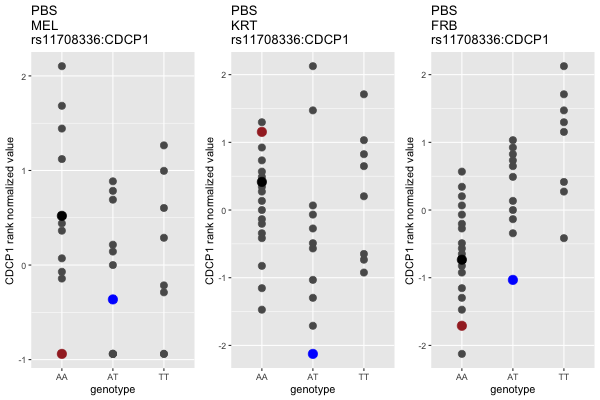 PBS
MEL
rs11708336:CDCP1
PBS
KRT
rs11708336:CDCP1
PBS
FRB
rs11708336:CDCP1
CDCP1 rank normalized value
2
1
0
-1
AA
AT
TT
genotype
CDCP1 rank normalized value
2
1
0
-1
-2
AA
AT
TT
genotype
CDCP1 rank normalized value
2
1
0
-1
-2
AA
AT
TT
genotype